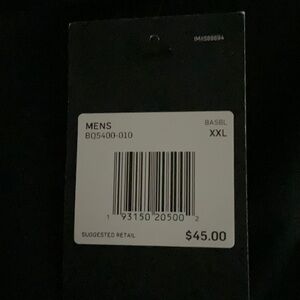 MENS
BASBL
BQ5400-010
XXL
1 93150 20500 2
SUGGESTED RETAIL
$45.00